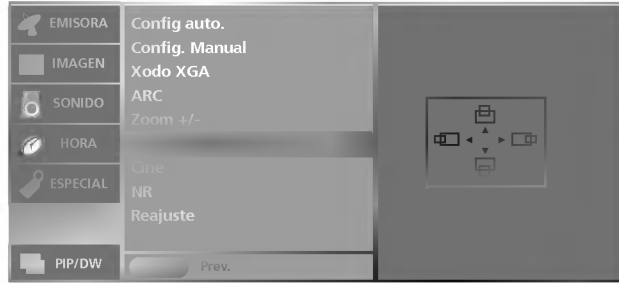 EMISORA
IMAGEN
SONIDO
HORA
ESPECIAL
PIP/DW
Config auto.
Config. Manual
Xodo XGA
ARC
Zoom +/-
Cine
NR
Reajuste
Prev.